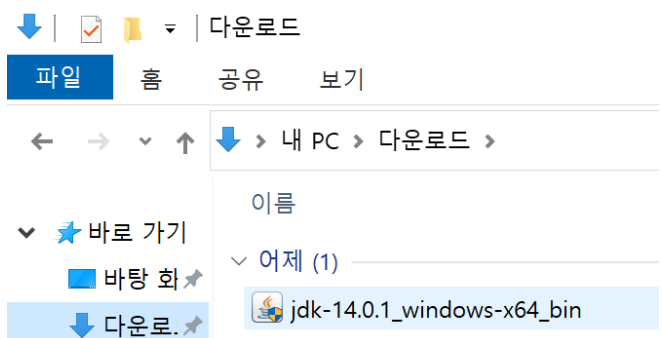 다운로드
파일 홈 공유 보기
내 PC > 다운로드 >
이름
바로 가기
어제 (1)
바탕 화
jdk-14.0.1_windows-x64_bin
다운로.